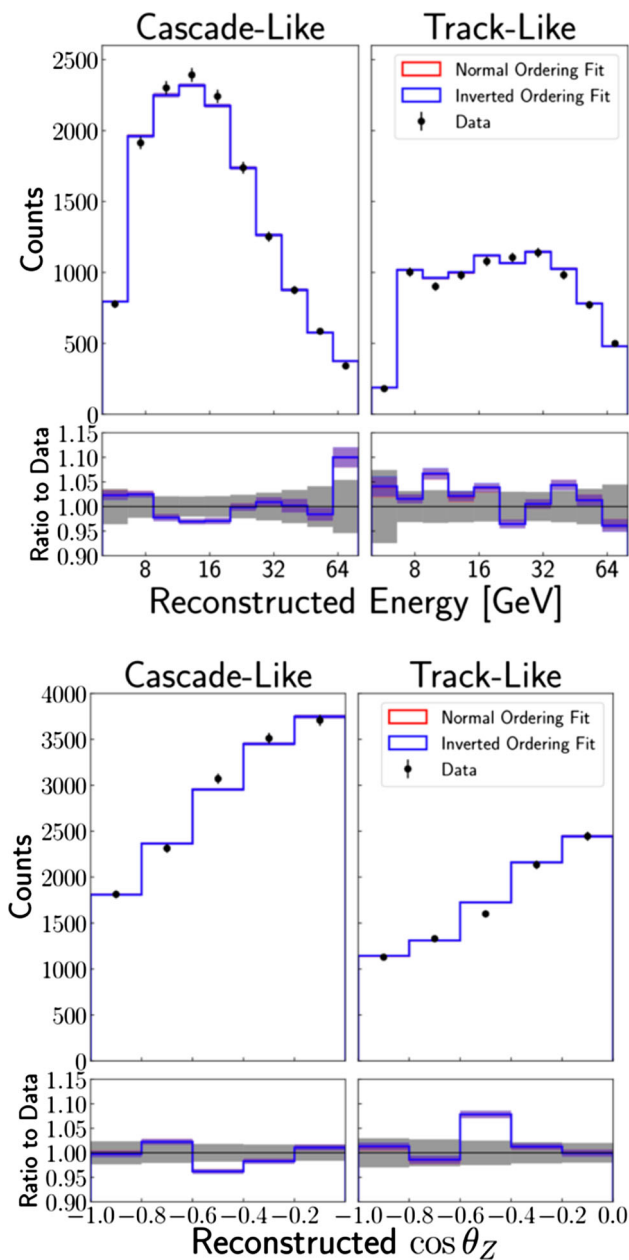 Cascade-Like Track-Like
2500
2000
1500
1000
500
0
Counts
Normal Ordering Fit
Inverted Ordering Fit
Data
1.15
1.10
1.05
1.00
0.95
0.90
Ratio to Data
8 16 32 64 8 16 32 64
Reconstructed Energy [GeV]
Cascade-Like Track-Like
4000
3500
3000
2500
2000
1500
1000
500
0
Counts
Normal Ordering Fit
Inverted Ordering Fit
Data
1.15
1.10
1.05
1.00
0.95
0.90
Ratio to Data
−1.0 −0.8 −0.6 −0.4 −0.2 −1.0 −0.8 −0.6 −0.4 −0.2 0.0
Reconstructed cos θ_Z